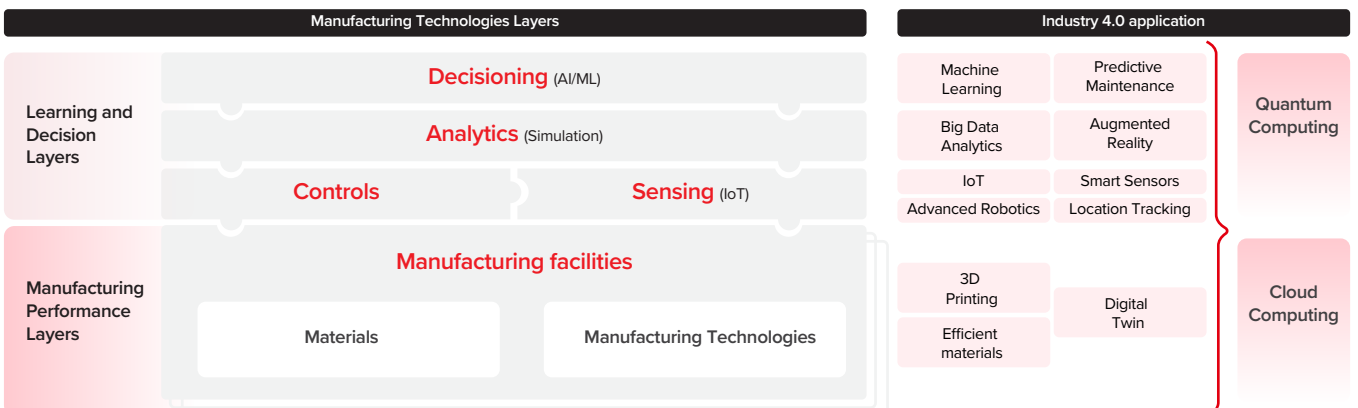 Manufacturing Technologies Layers
Industry 4.0 application
Learning and
Decision
Layers
Decisioning (AI/ML)
Analytics (Simulation)
Controls
Sensing (IoT)
Manufacturing
Performance
Layers
Manufacturing facilities
Materials
Manufacturing Technologies
Machine
Learning
Predictive
Maintenance
Big Data
Analytics
Augmented
Reality
IoT
Smart Sensors
Advanced Robotics
Location Tracking
3D
Printing
Efficient
materials
Digital
Twin
Quantum
Computing
Cloud
Computing